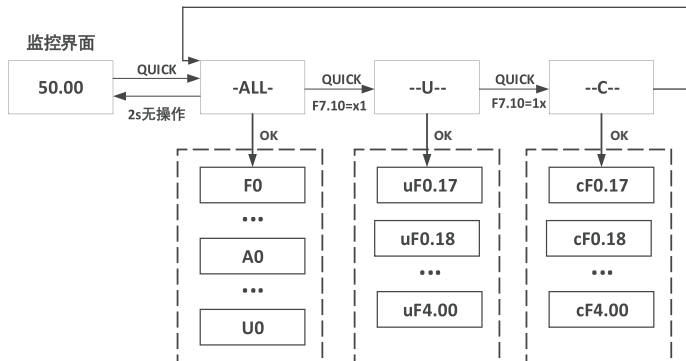 监控界面
50.00
QUICK
2s无操作
-ALL-
QUICK
F7.10=x1
--U--
QUICK
F7.10=1x
--C--
OK
OK
OK
F0
...
A0
...
U0
uF0.17
uF0.18
...
uF4.00
cF0.17
cF0.18
...
cF4.00